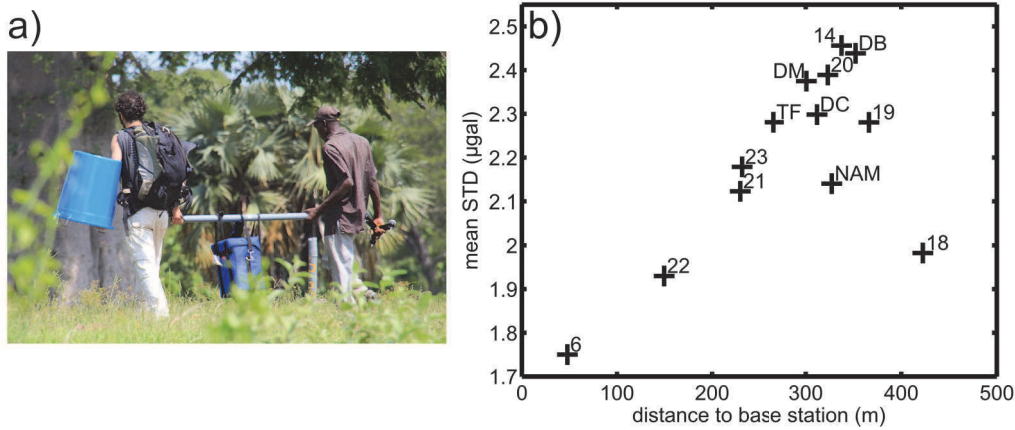 a)
b)
2.5
2.4
2.3
2.2
2.1
2
1.9
1.8
1.7
mean STD (µgal)
14
DB
20
DM
DC
19
TF
23
21
NAM
18
22
6
0
100
200
300
400
500
distance to base station (m)